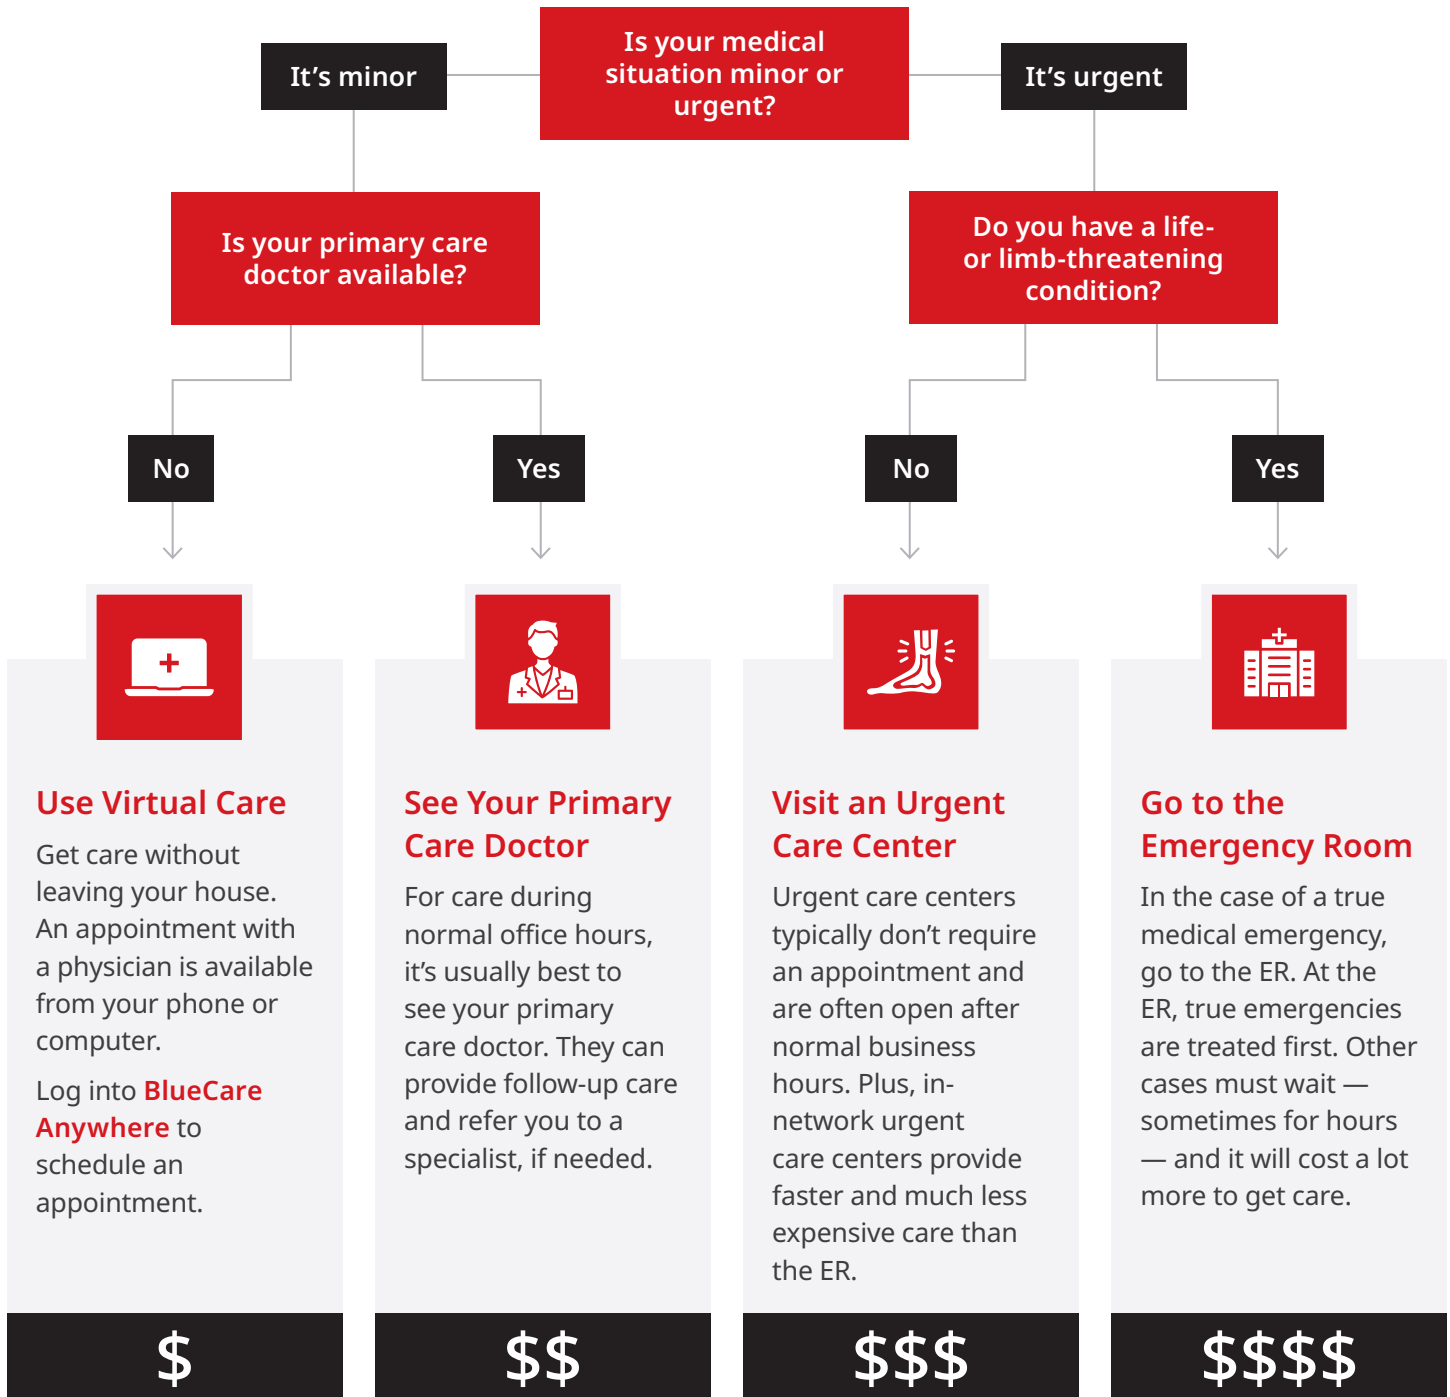 Is your medical
situation minor or
urgent?
It’s minor
It’s urgent
Is your primary care
doctor available?
Do you have a life-
or limb-threatening
condition?
No
Yes
No
Yes
Use Virtual Care
Get care without
leaving your house.
An appointment with
a physician is available
from your phone or
computer.
Log into BlueCare
Anywhere to
schedule an
appointment.
$
See Your Primary
Care Doctor
For care during
normal office hours,
it’s usually best to
see your primary
care doctor. They can
provide follow-up care
and refer you to a
specialist, if needed.
$$
Visit an Urgent
Care Center
Urgent care centers
typically don’t require
an appointment and
are often open after
normal business
hours. Plus, in-
network urgent
care centers provide
faster and much less
expensive care than
the ER.
$$$
Go to the
Emergency Room
In the case of a true
medical emergency,
go to the ER. At the
ER, true emergencies
are treated first. Other
cases must wait —
sometimes for hours
— and it will cost a lot
more to get care.
$$$$